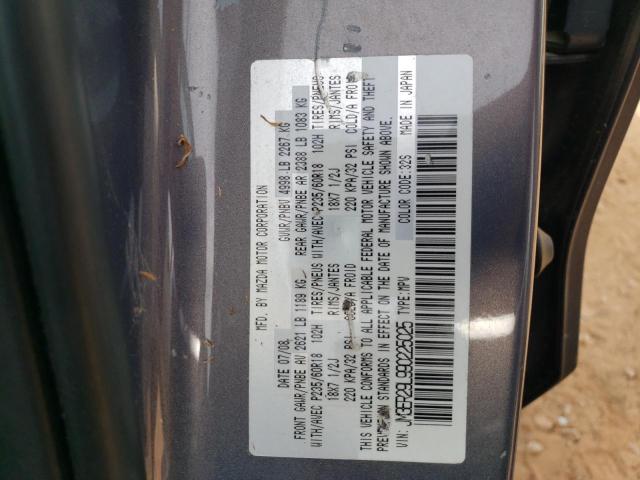 MFD. BY MAZDA MOTOR CORPORATION
DATE 07/08 GVWR/PNBV 4998 LB 2267 KG
FRONT GAWR/PNBE AV 2621 LB 1189 KG REAR GAWR/PNBE AR 2388 LB 1083 KG
WITH/AVEC P235/60R18 102H TIRES/PNEUS WITH/AVEC P235/60R18 102H TIRES/PNEUS
18X7 1/2J RIMS/JANTES 18X7 1/2J RIMS/JANTES
220 KPA/32 PSI COLD/A FROID 220 KPA/32 PSI COLD/A FROID
THIS VEHICLE CONFORMS TO ALL APPLICABLE FEDERAL MOTOR VEHICLE SAFETY AND THEFT
STANDARDS IN EFFECT ON THE DATE OF MANUFACTURE SHOWN ABOVE.
VIN: JM3ER29L990225025 TYPE:MPV COLOR CODE:32S MADE IN JAPAN